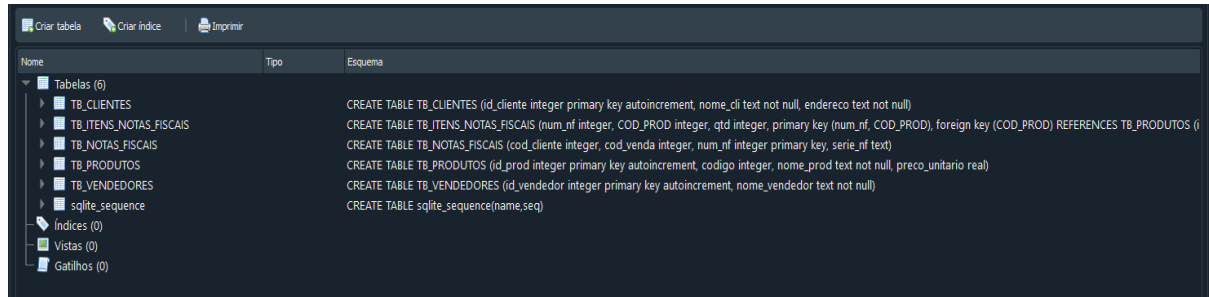 Criar tabela Criar índice Imprimir
Nome Tipo Esquema
Tabelas (6)
TB_CLIENTES CREATE TABLE TB_CLIENTES (id_cliente integer primary key autoincrement, nome_cli text not null, endereco text not null)
TB_ITENS_NOTAS_FISCAIS CREATE TABLE TB_ITENS_NOTAS_FISCAIS (num_nf integer, COD_PROD integer, qtd integer, primary key (num_nf, COD_PROD), foreign key (COD_PROD) REFERENCES TB_PRODUTOS (i
TB_NOTAS_FISCAIS CREATE TABLE TB_NOTAS_FISCAIS (cod_cliente integer, cod_venda integer, num_nf integer primary key, serie_nf text)
TB_PRODUTOS CREATE TABLE TB_PRODUTOS (id_prod integer primary key autoincrement, codigo integer, nome_prod text not null, preco_unitario real)
TB_VENDEDORES CREATE TABLE TB_VENDEDORES (id_vendedor integer primary key autoincrement, nome_vendedor text not null)
sqlite_sequence CREATE TABLE sqlite_sequence(name,seq)
Índices (0)
Vistas (0)
Gatilhos (0)